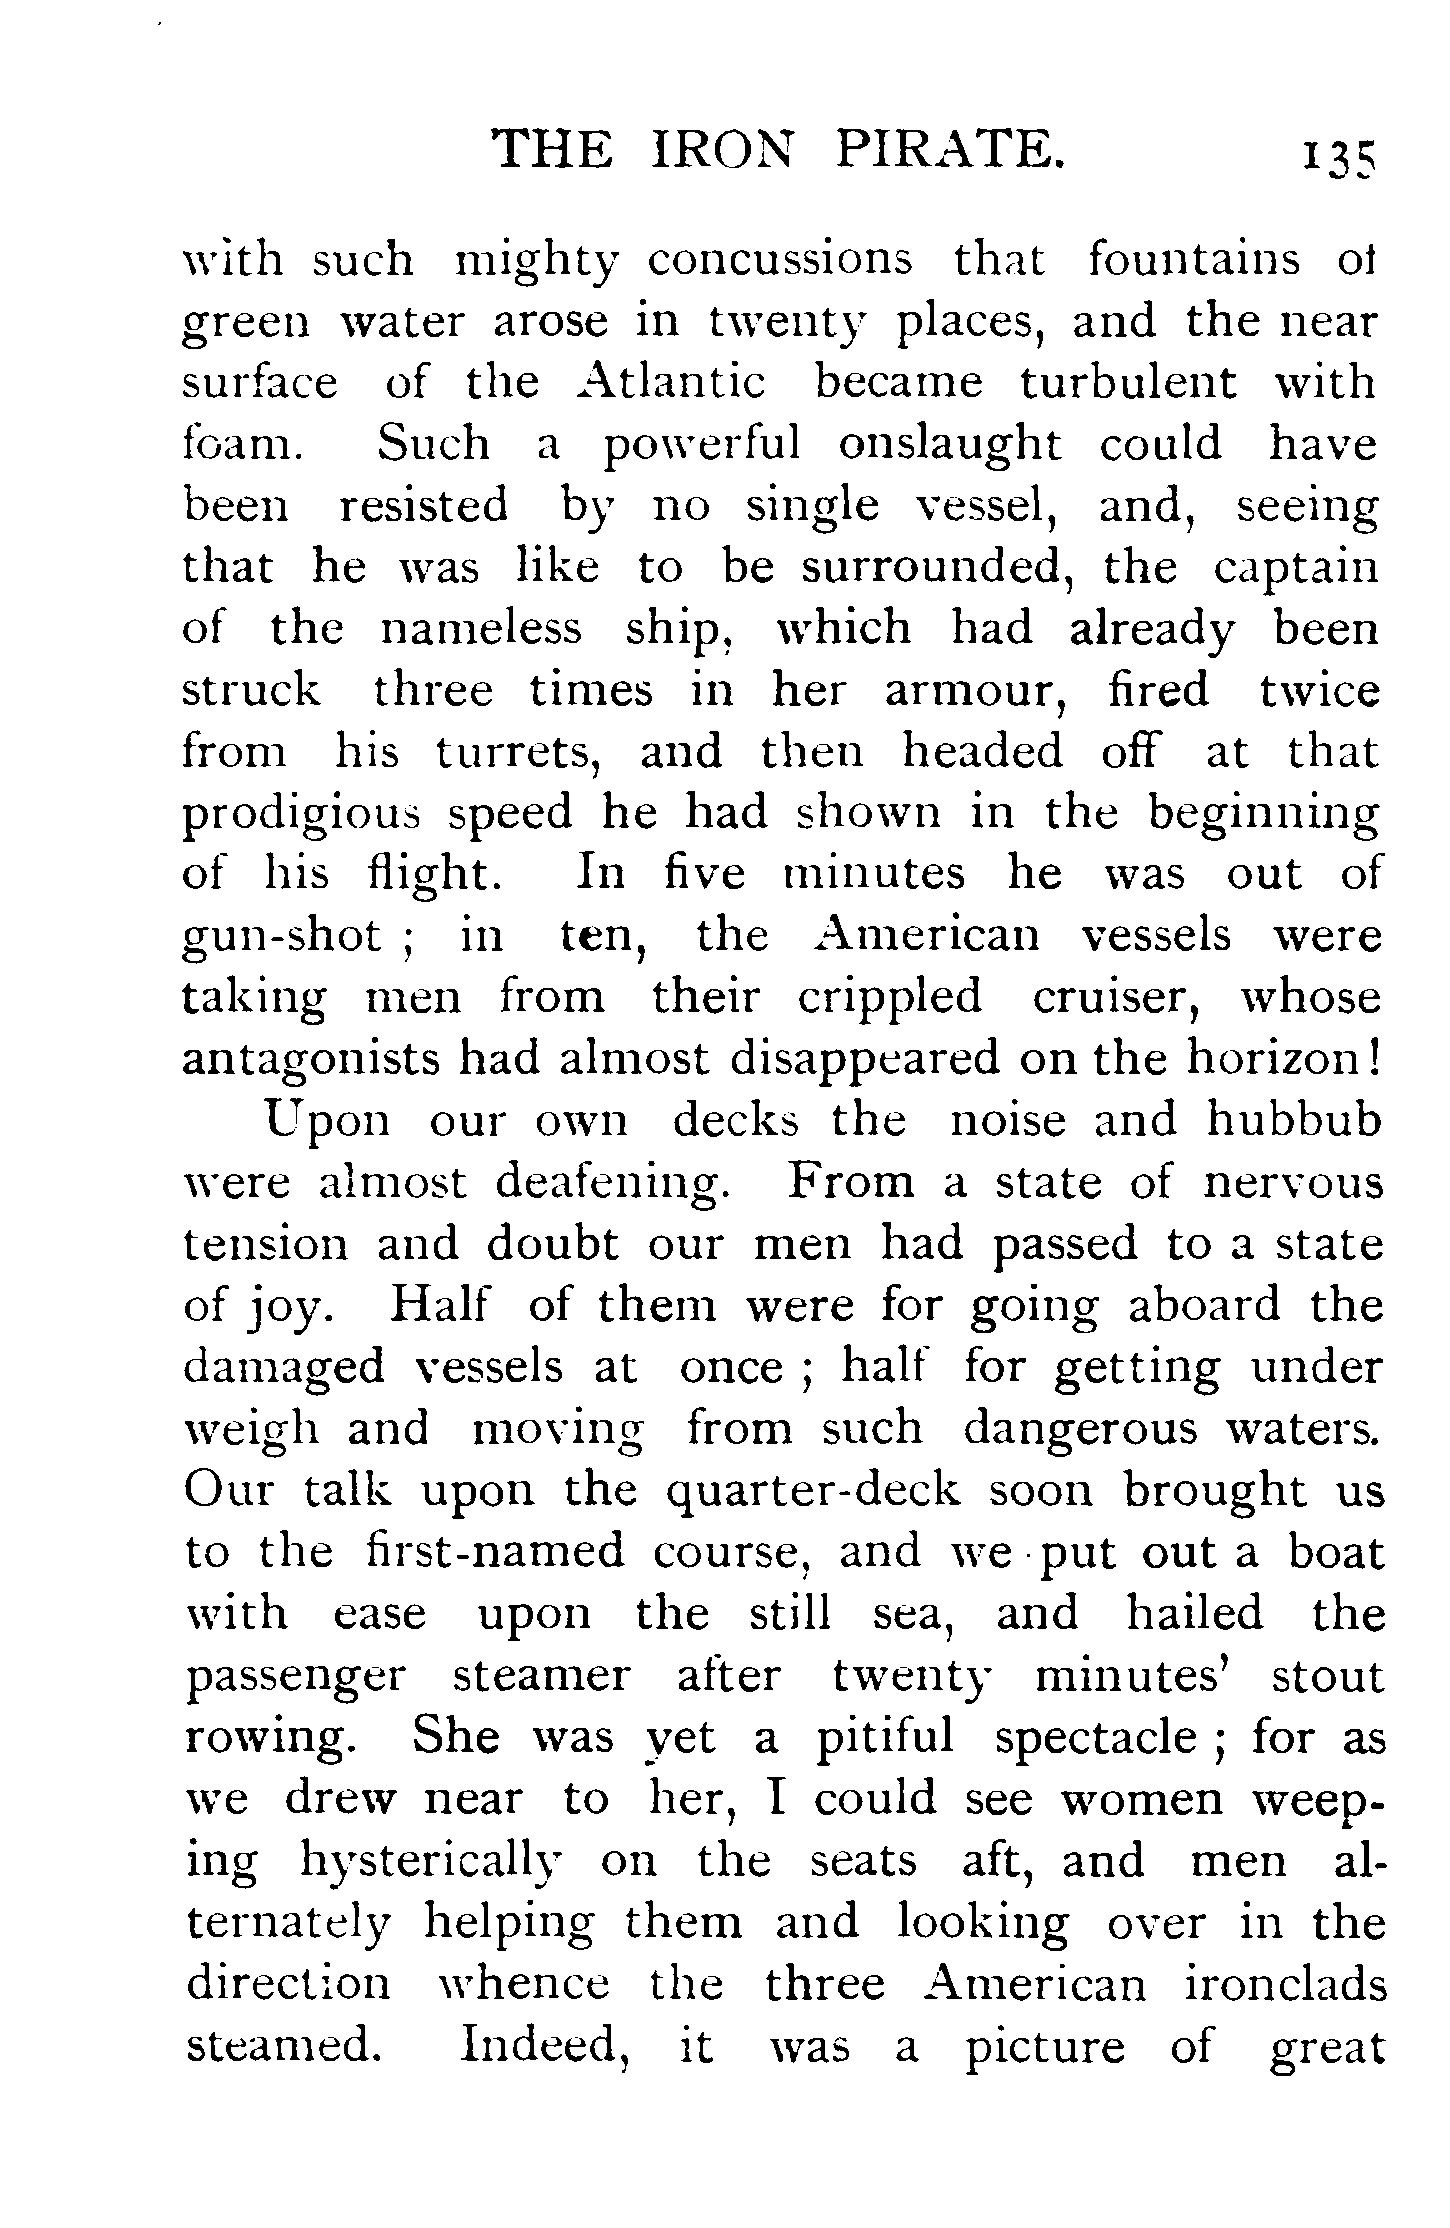 THE IRON PIRATE. 135
with such mighty concussions that fountains of
green water arose in twenty places, and the near
surface of the Atlantic became turbulent with
foam. Such a powerful onslaught could have
been resisted by no single vessel, and, seeing
that he was like to be surrounded, the captain
of the nameless ship, which had already been
struck three times in her armour, fired twice
from his turrets, and then headed off at that
prodigious speed he had shown in the beginning
of his flight. In five minutes he was out of
gun-shot ; in ten, the American vessels were
taking men from their crippled cruiser, whose
antagonists had almost disappeared on the horizon!
Upon our own decks the noise and hubbub
were almost deafening. From a state of nervous
tension and doubt our men had passed to a state
of joy. Half of them were for going aboard the
damaged vessels at once ; half for getting under
weigh and moving from such dangerous waters.
Our talk upon the quarter-deck soon brought us
to the first-named course, and we put out a boat
with ease upon the still sea, and hailed the
passenger steamer after twenty minutes' stout
rowing. She was yet a pitiful spectacle ; for as
we drew near to her, I could see women weep-
ing hysterically on the seats aft, and men al-
ternately helping them and looking over in the
direction whence the three American ironclads
steamed. Indeed, it was a picture of great